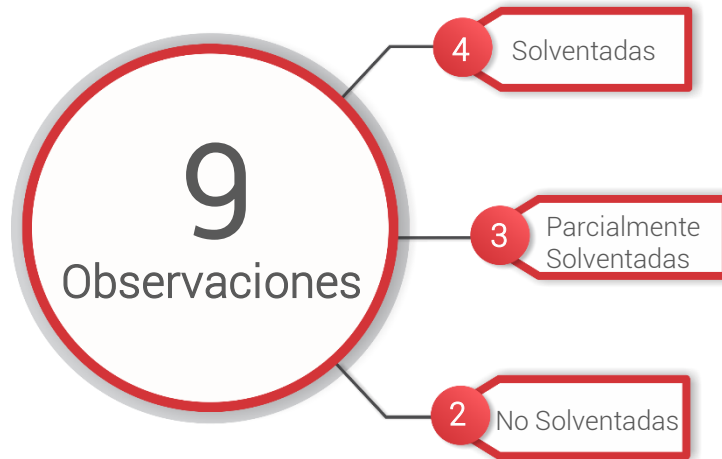 9
Observaciones
4
Solventadas
3
Parcialmente
Solventadas
2
No Solventadas